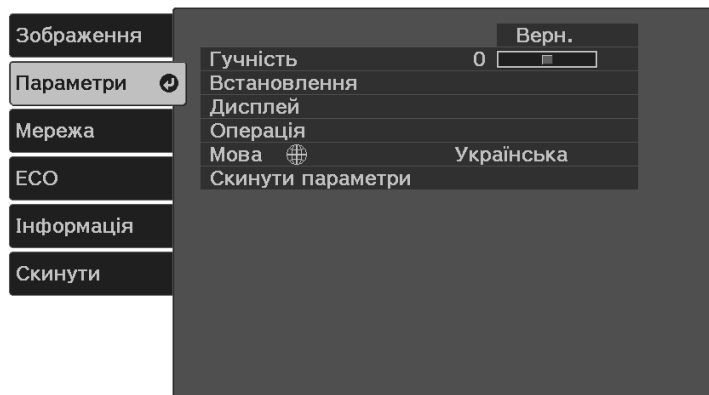 Зображення
Параметри
Мережа
ECO
Інформація
Скинути
Верн.
Гучність 0
Встановлення
Дисплей
Операція
Мова Українська
Скинути параметри